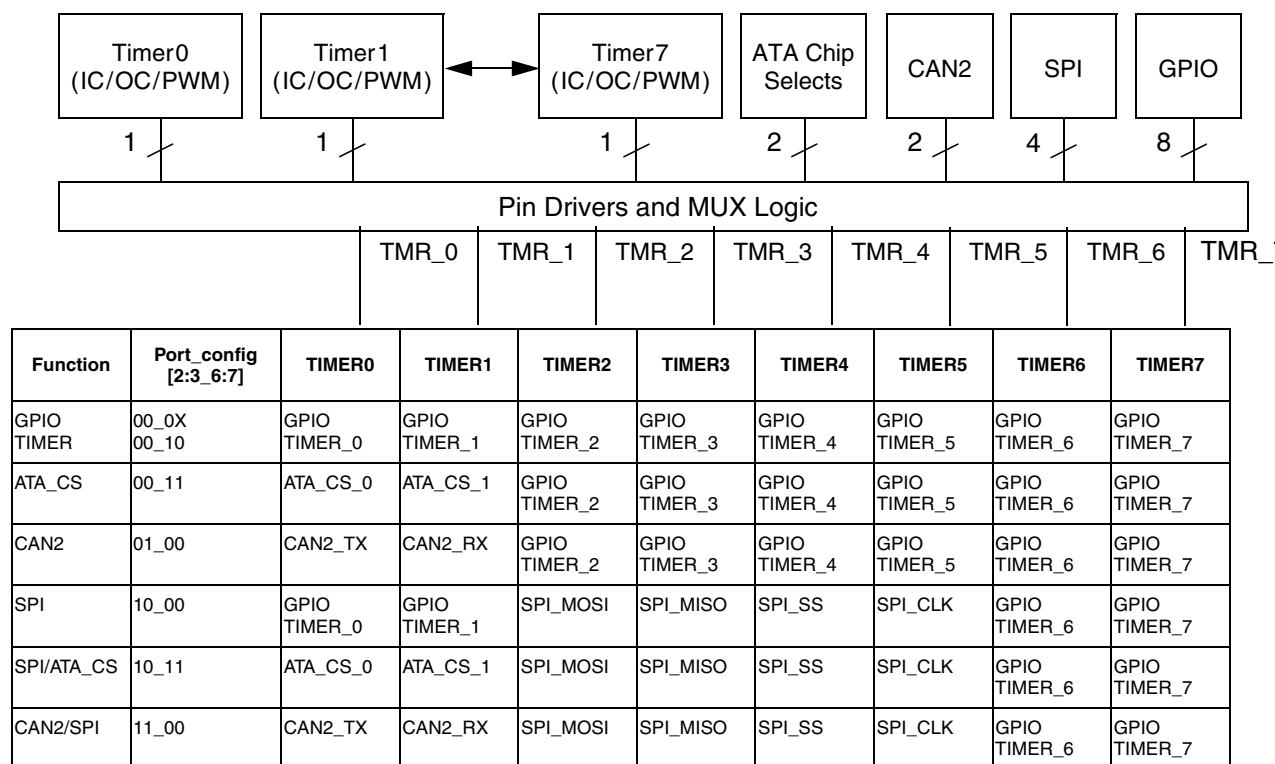 Timer0
(IC/OC/PWM)
Timer1
(IC/OC/PWM)
Timer7
(IC/OC/PWM)
ATA Chip
Selects
CAN2
SPI
GPIO
1 1 1 2 2 4 8
Pin Drivers and MUX Logic
TMR_0 TMR_1 TMR_2 TMR_3 TMR_4 TMR_5 TMR_6 TMR_
Function
Port_config
[2:3_6:7]
TIMER0
TIMER1
TIMER2
TIMER3
TIMER4
TIMER5
TIMER6
TIMER7
GPIO 00_0X GPIO GPIO GPIO GPIO GPIO GPIO GPIO GPIO
TIMER 00_10 TIMER_0 TIMER_1 TIMER_2 TIMER_3 TIMER_4 TIMER_5 TIMER_6 TIMER_7
ATA_CS 00_11 ATA_CS_0 ATA_CS_1 GPIO GPIO GPIO GPIO GPIO GPIO
TIMER_2 TIMER_3 TIMER_4 TIMER_5 TIMER_6 TIMER_7
CAN2 01_00 CAN2_TX CAN2_RX GPIO GPIO GPIO GPIO GPIO GPIO
TIMER_2 TIMER_3 TIMER_4 TIMER_5 TIMER_6 TIMER_7
SPI 10_00 GPIO GPIO SPI_MOSI SPI_MISO SPI_SS SPI_CLK GPIO GPIO
TIMER_0 TIMER_1 TIMER_6 TIMER_7
SPI/ATA_CS 10_11 ATA_CS_0 ATA_CS_1 SPI_MOSI SPI_MISO SPI_SS SPI_CLK GPIO GPIO
TIMER_6 TIMER_7
CAN2/SPI 11_00 CAN2_TX CAN2_RX SPI_MOSI SPI_MISO SPI_SS SPI_CLK GPIO GPIO
TIMER_6 TIMER_7